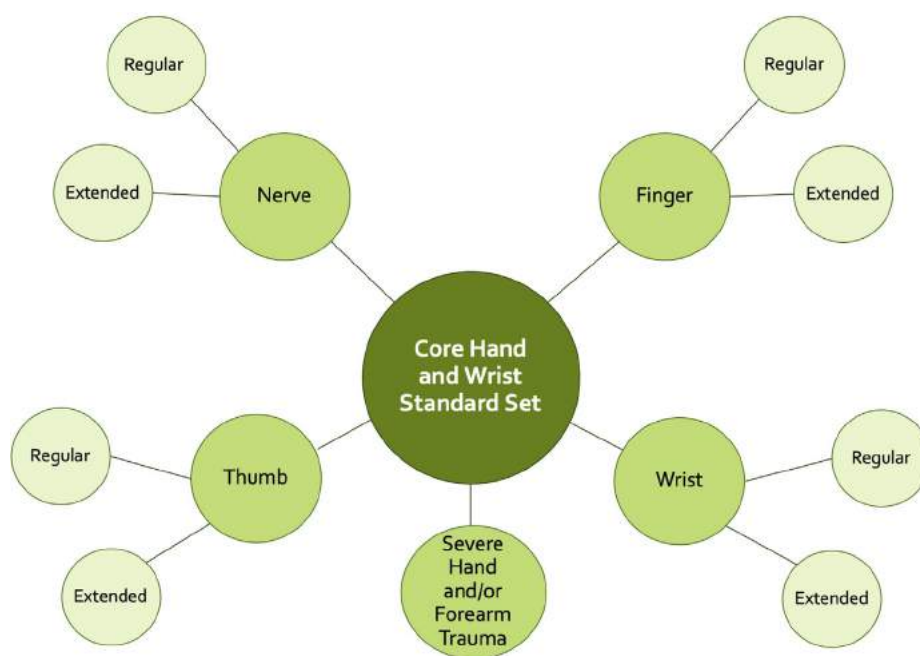 Regular
Regular
Extended
Nerve
Finger
Extended
Core Hand
and Wrist
Standard Set
Regular
Thumb
Wrist
Regular
Extended
Severe
Hand
and/or
Forearm
Trauma
Extended